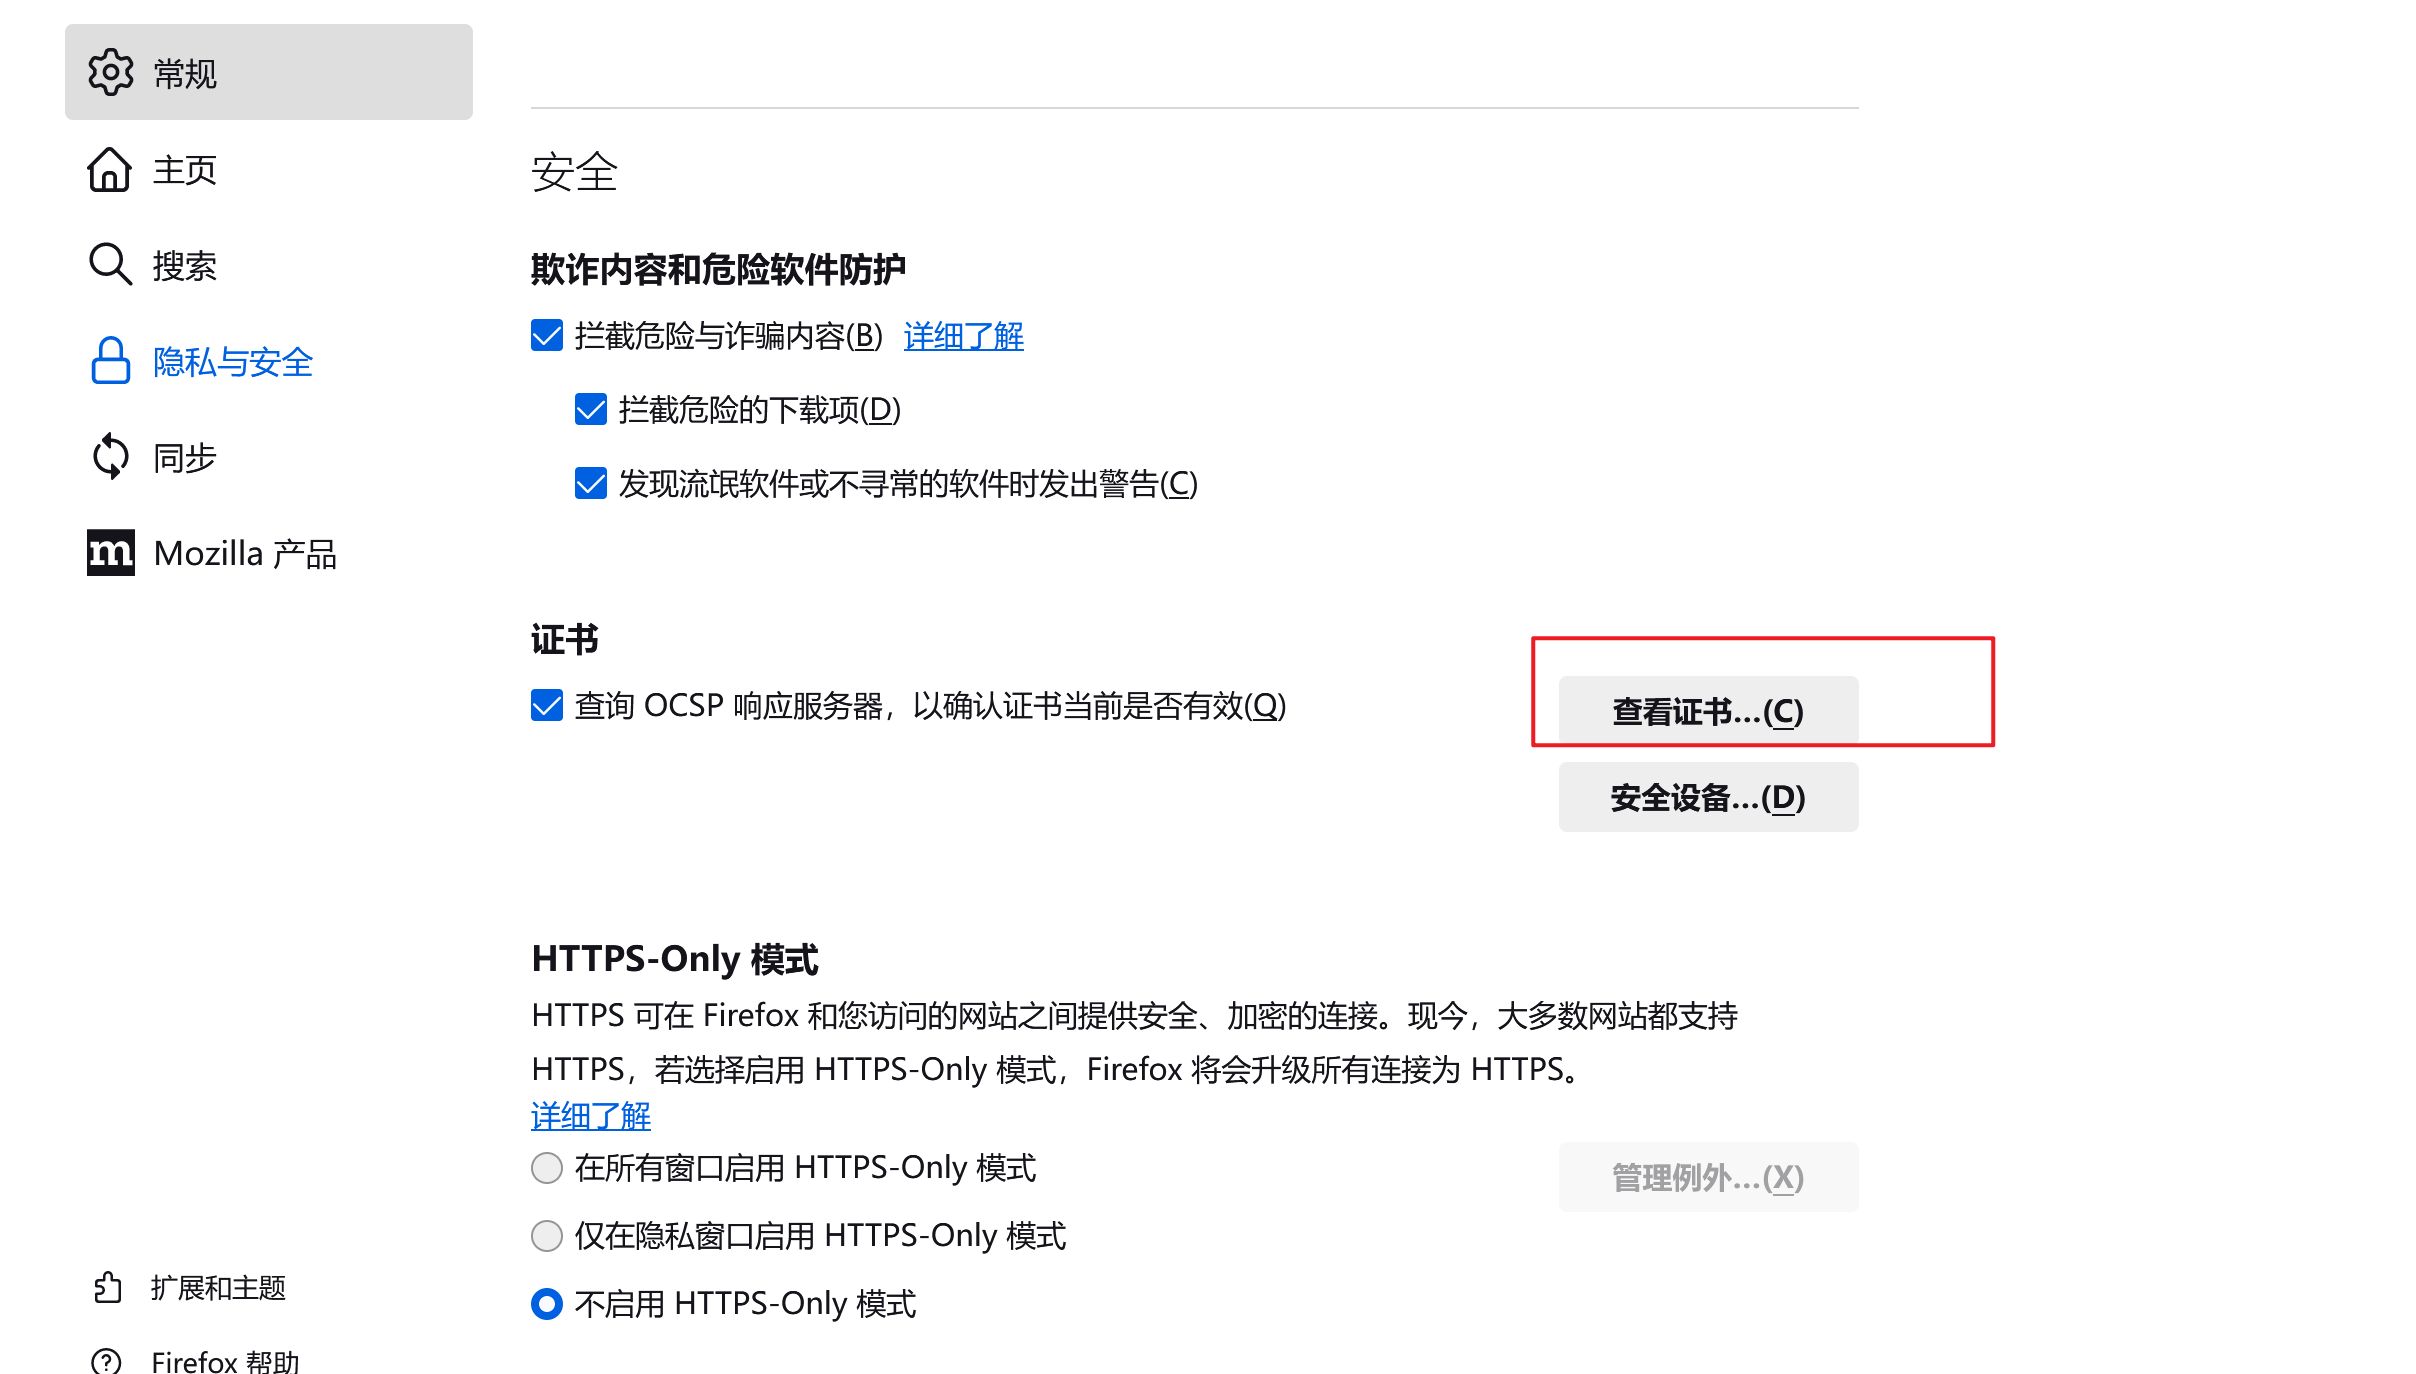 常规
主页
搜索
隐私与安全
同步
m Mozilla 产品
扩展和主题
Firefox 帮助
安全
欺诈内容和危险软件防护
拦截危险与诈骗内容(B) 详细了解
拦截危险的下载项(D)
发现流氓软件或不寻常的软件时发出警告(C)
证书
查询 OCSP 响应服务器，以确认证书当前是否有效(Q)
查看证书...(C)
安全设备...(D)
HTTPS-Only 模式
HTTPS 可在 Firefox 和您访问的网站之间提供安全、加密的连接。现今，大多数网站都支持
HTTPS，若选择启用 HTTPS-Only 模式，Firefox 将会升级所有连接为 HTTPS。
详细了解
在所有窗口启用 HTTPS-Only 模式
管理例外...(X)
仅在隐私窗口启用 HTTPS-Only 模式
不启用 HTTPS-Only 模式